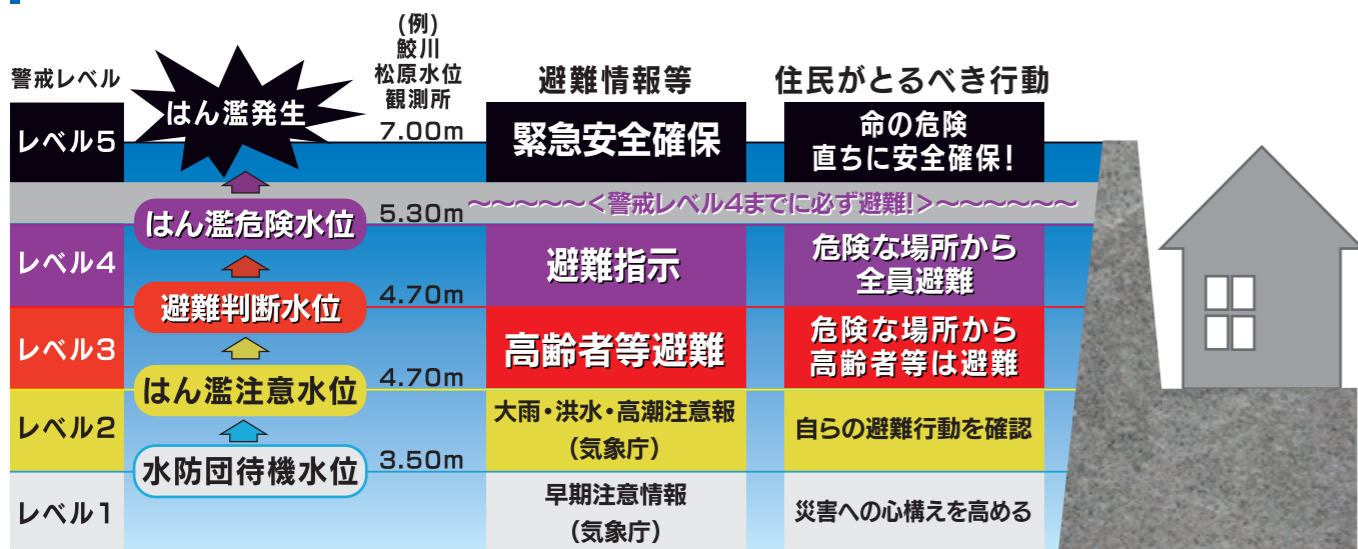 (例)
鮫川
松原水位
観測所
警戒レベル
避難情報等
住民がとるべき行動
レベル5
はん濫発生
7.00m
緊急安全確保
命の危険
直ちに安全確保!
はん濫危険水位
5.30m
〜〜〜〜〜<警戒レベル4までに必ず避難!>〜〜〜〜〜〜
レベル4
避難指示
危険な場所から
全員避難
避難判断水位
4.70m
レベル3
高齢者等避難
危険な場所から
高齢者等は避難
はん濫注意水位
4.70m
レベル2
大雨・洪水・高潮注意報
(気象庁)
自らの避難行動を確認
水防団待機水位
3.50m
レベル1
早期注意情報
(気象庁)
災害への心構えを高める